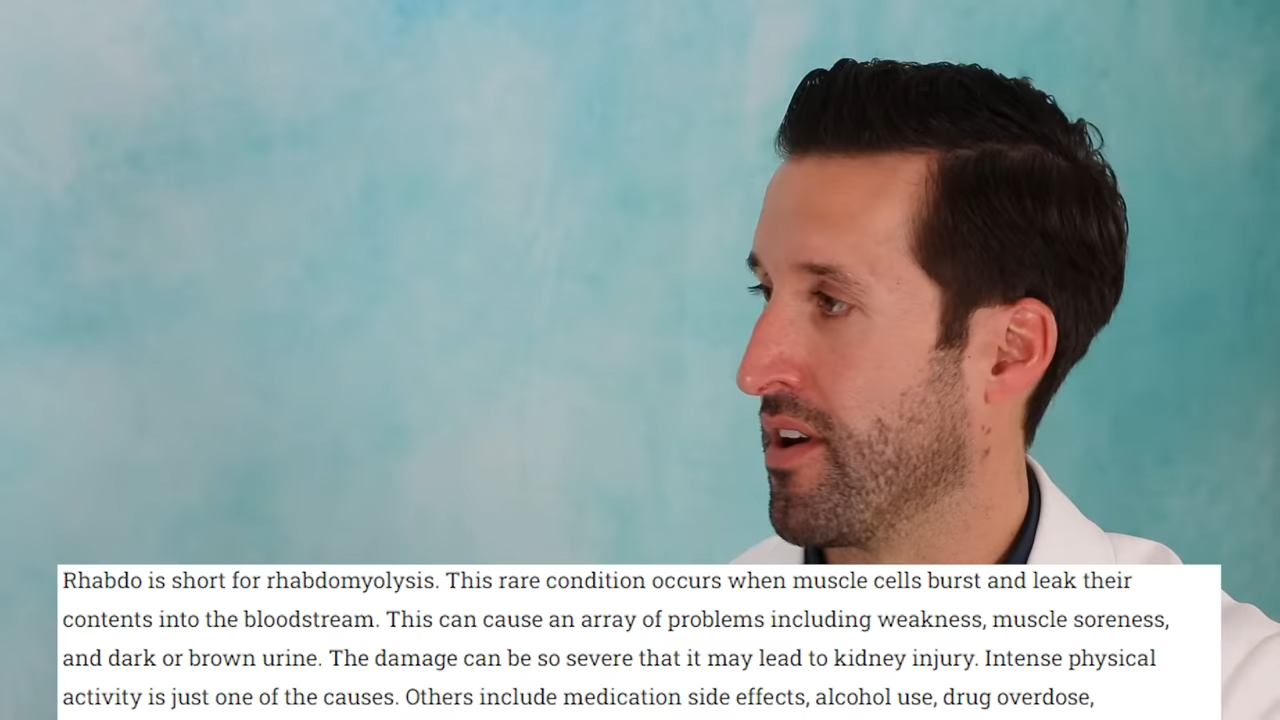 Rhabdo is short for rhabdomyolysis. This rare condition occurs when muscle cells burst and leak their
contents into the bloodstream. This can cause an array of problems including weakness, muscle soreness,
and dark or brown urine. The damage can be so severe that it may lead to kidney injury. Intense physical
activity is just one of the causes. Others include medication side effects, alcohol use, drug overdose,